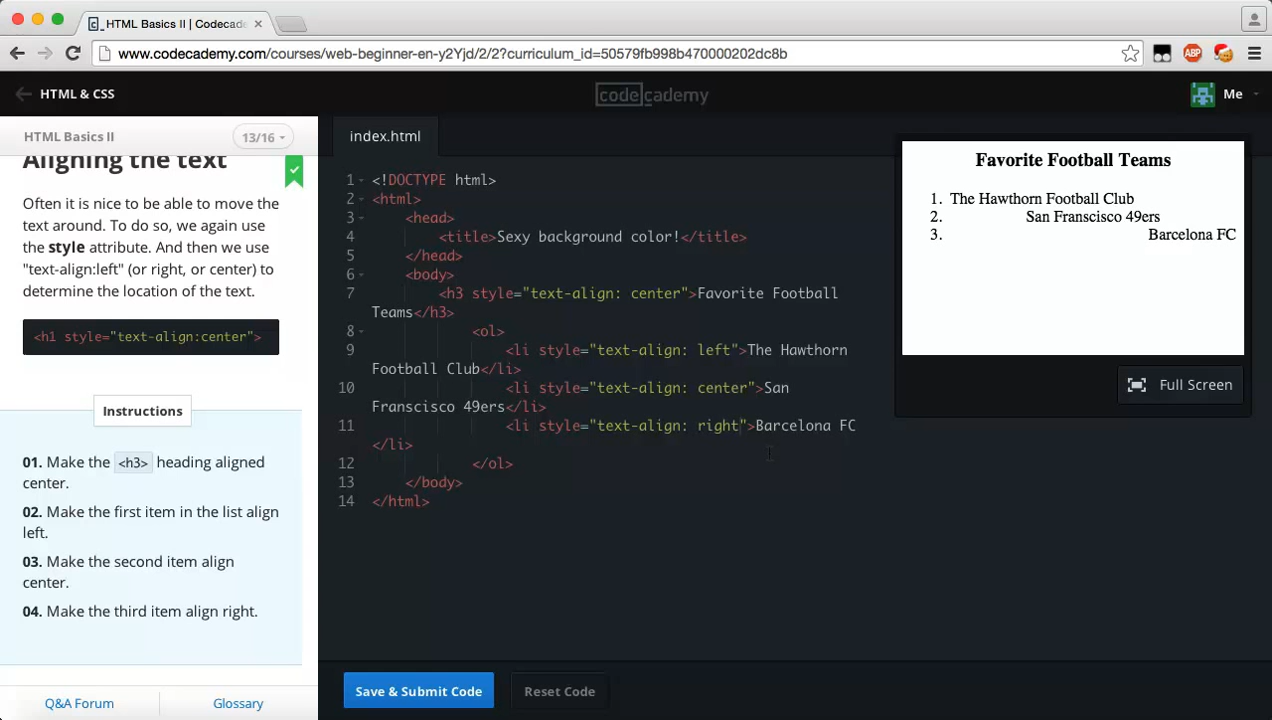 HTML Basics II | Codecade
www.codecademy.com/courses/web-beginner-en-y2Yjd/2/2?curriculum_id=50579fb998b470000202dc8b
ABP
HTML & CSS
codecademy
Me
HTML Basics II
13/16
Aligning the text
Often it is nice to be able to move the
text around. To do so, we again use
the style attribute. And then we use
"text-align:left" (or right, or center) to
determine the location of the text.
<h1 style="text-align:center">
Instructions
01. Make the <h3> heading aligned
center.
02. Make the first item in the list align
left.
03. Make the second item align
center.
04. Make the third item align right.
Q&A Forum
Glossary
index.html
1 <!DOCTYPE html>
2 <html>
3 <head>
4 <title>Sexy background color!</title>
5 </head>
6 <body>
7 <h3 style="text-align: center">Favorite Football
Teams</h3>
8 <ol>
9 <li style="text-align: left">The Hawthorn
Football Club</li>
10 <li style="text-align: center">San
Franscisco 49ers</li>
11 <li style="text-align: right">Barcelona FC
</li>
12 </ol>
13 </body>
14 </html>
Save & Submit Code
Reset Code
Favorite Football Teams
1. The Hawthorn Football Club
2. San Franscisco 49ers
3. Barcelona FC
Full Screen